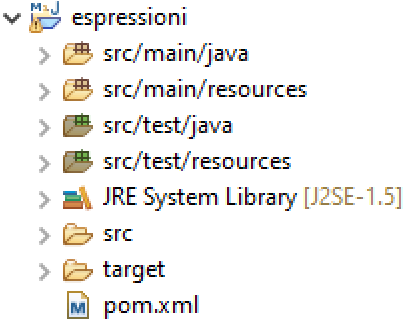 espressioni
src/main/java
src/main/resources
src/test/java
src/test/resources
JRE System Library [J2SE-1.5]
src
target
pom.xml